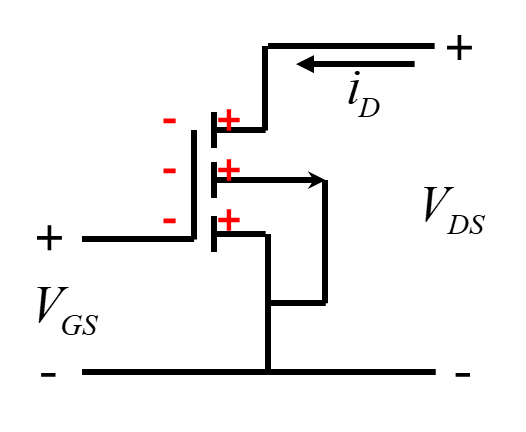 +
i_D
- +
- +
- +
+
V_DS
V_GS
- -